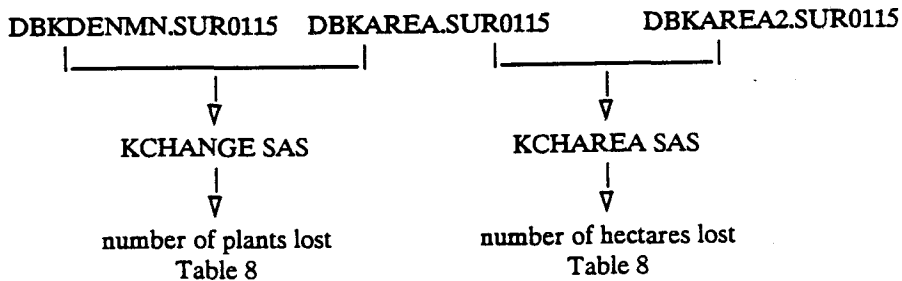 DBKDENMN.SUR0115 DBKAREA.SUR0115 DBKAREA2.SUR0115
KCHANGE SAS KCHAREA SAS
number of plants lost number of hectares lost
Table 8 Table 8